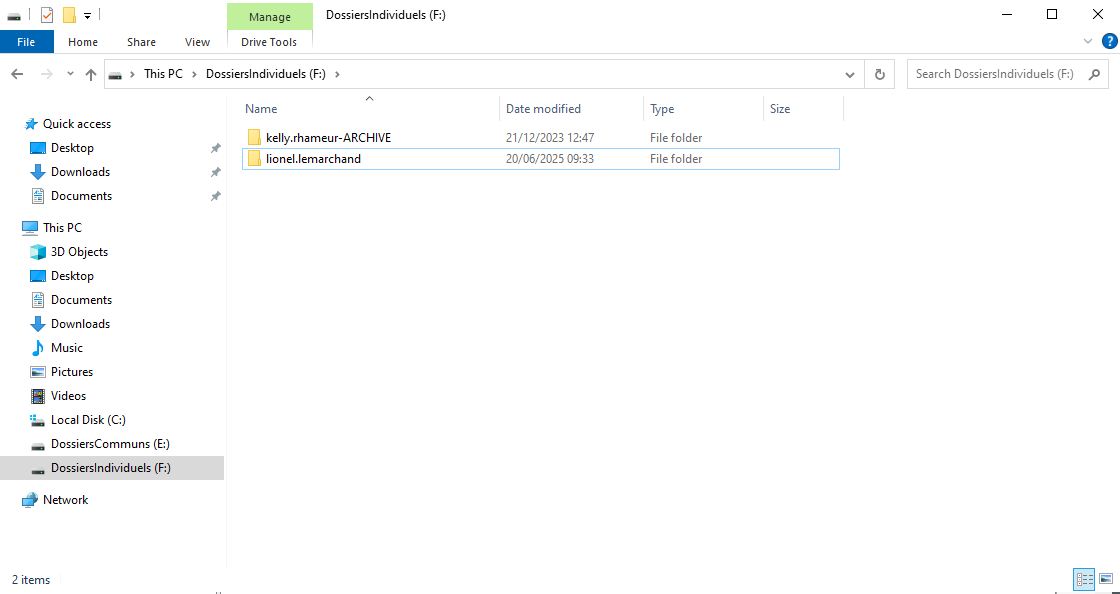 Manage
DossiersIndividuels (F:)
File
Home
Share
View
Drive Tools
?
This PC
DossiersIndividuels (F:)
Search DossiersIndividuels (F:)
Name
Date modified
Type
Size
Quick access
Desktop
Downloads
Documents
This PC
3D Objects
Desktop
Documents
Downloads
Music
Pictures
Videos
Local Disk (C:)
DossiersCommuns (E:)
DossiersIndividuels (F:)
Network
kelly.rhameur-ARCHIVE 21/12/2023 12:47 File folder
lionel.lemarchand 20/06/2025 09:33 File folder
2 items